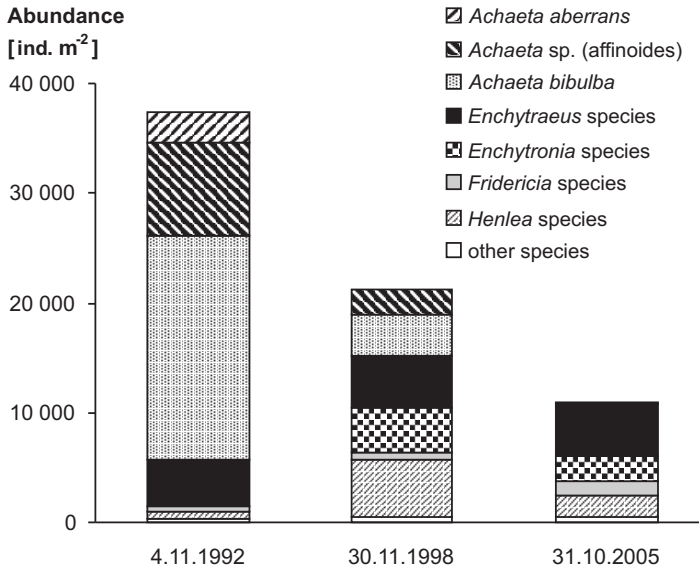 Abundance
[ind. m-2]
Achaeta aberrans
Achaeta sp. (affinoides)
Achaeta bibulba
Enchytraeus species
Enchytronia species
Fridericia species
Henlea species
other species
40 000
30 000
20 000
10 000
0
4.11.1992 30.11.1998 31.10.2005